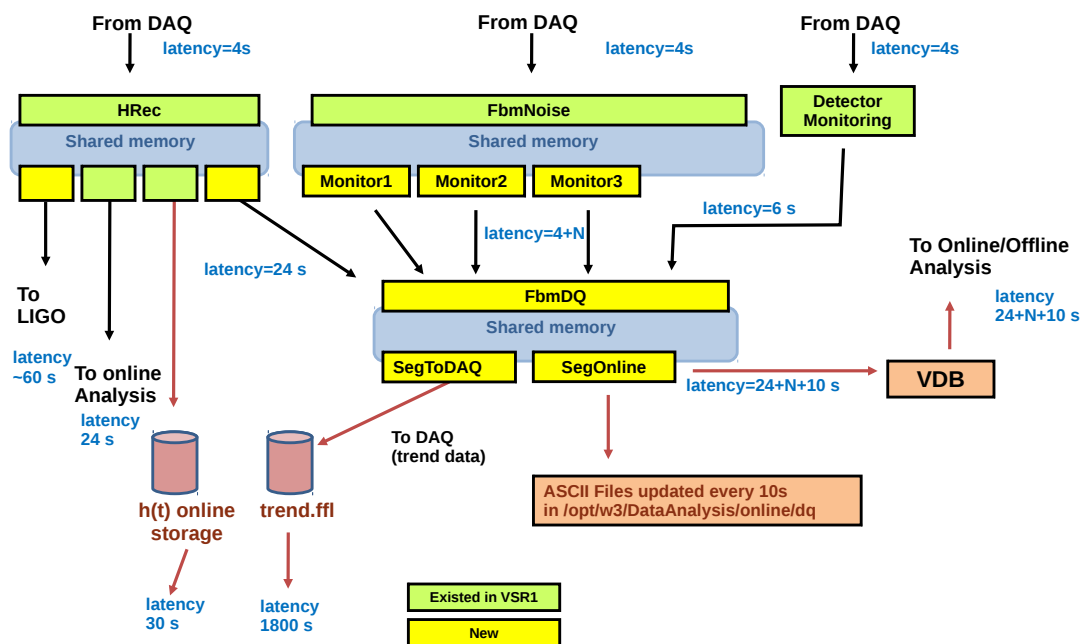 From DAQ
latency=4s
From DAQ
latency=4s
From DAQ
latency=4s
HRec
Shared memory
FbmNoise
Shared memory
Monitor1
Monitor2
Monitor3
Detector
Monitoring
latency=6 s
latency=4+N
latency=24 s
To
LIGO
latency
~60 s
To online
Analysis
latency
24 s
FbmDQ
Shared memory
SegToDAQ
SegOnline
latency=24+N+10 s
VDB
To Online/Offline
Analysis
latency
24+N+10 s
To DAQ
(trend data)
h(t) online
storage
trend.ffl
ASCII Files updated every 10s
in /opt/w3/DataAnalysis/online/dq
latency
30 s
latency
1800 s
Existed in VSR1
New